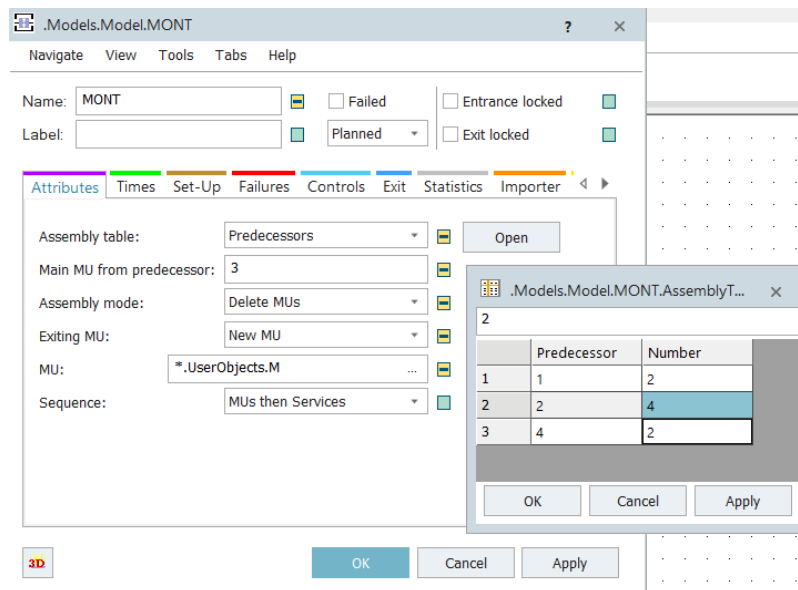 .Models.Model.MONT ? ×
Navigate View Tools Tabs Help
Name: MONT Failed Entrance locked
Label: Planned Exit locked
Attributes Times Set-Up Failures Controls Exit Statistics Importer
Assembly table: Predecessors Open
Main MU from predecessor: 3
Assembly mode: Delete MUs
Exiting MU: New MU
MU: *.UserObjects.M ...
Sequence: MUs then Services
.Models.Model.MONT.AssemblyT... ×
2
Predecessor Number
1 1 2
2 2 4
3 4 2
OK Cancel Apply
3D OK Cancel Apply